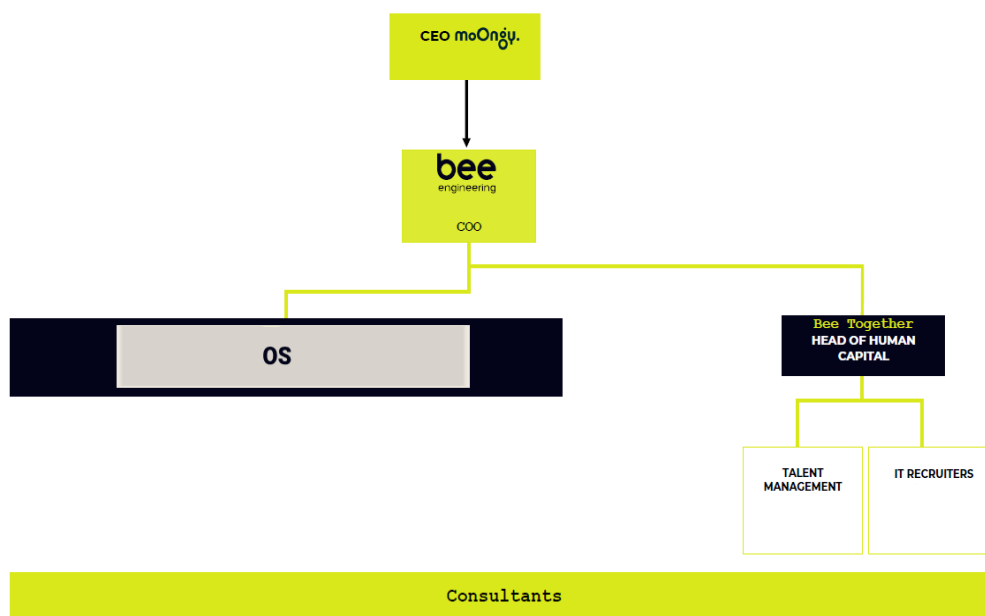 CEO moOngy.
bee
engineering
COO
OS
Bee Together
HEAD OF HUMAN
CAPITAL
TALENT
MANAGEMENT
IT RECRUITERS
Consultants